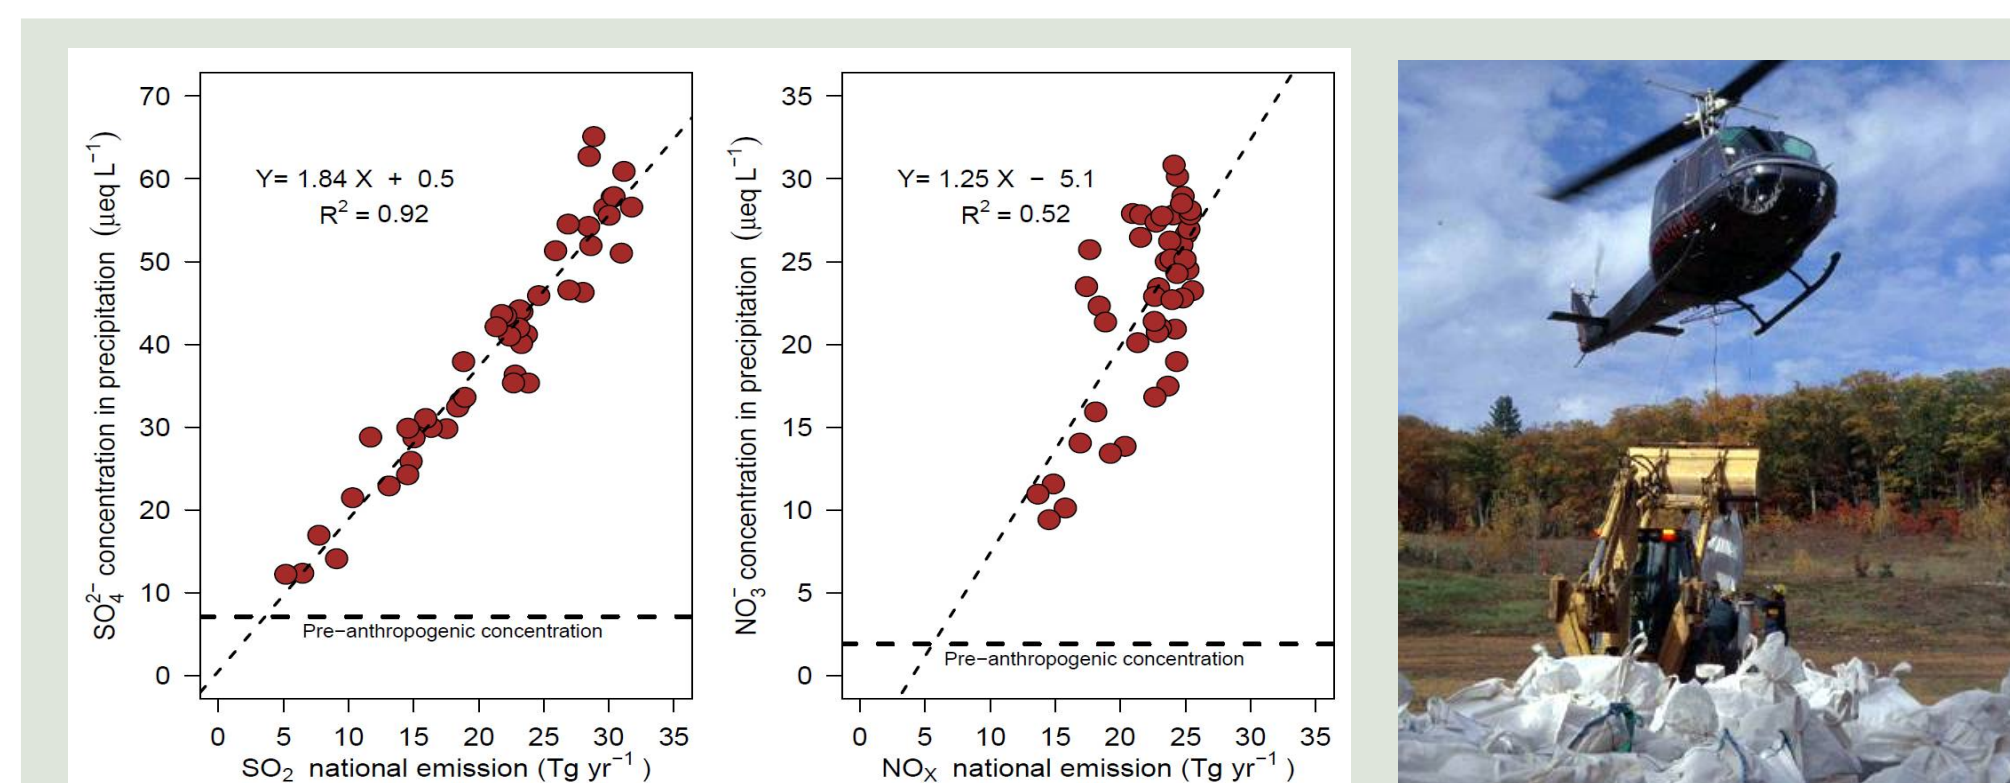 70
60
50
40
30
20
10
0
SO₄²⁻ concentration in precipitation (µeq L⁻¹)
Y= 1.84 X + 0.5
R² = 0.92
Pre−anthropogenic concentration
0 5 10 15 20 25 30 35
SO₂ national emission (Tg yr⁻¹ )
35
30
25
20
15
10
5
0
NO₃⁻ concentration in precipitation (µeq L⁻¹)
Y= 1.25 X − 5.1
R² = 0.52
Pre−anthropogenic concentration
0 5 10 15 20 25 30 35
NOₓ national emission (Tg yr⁻¹ )